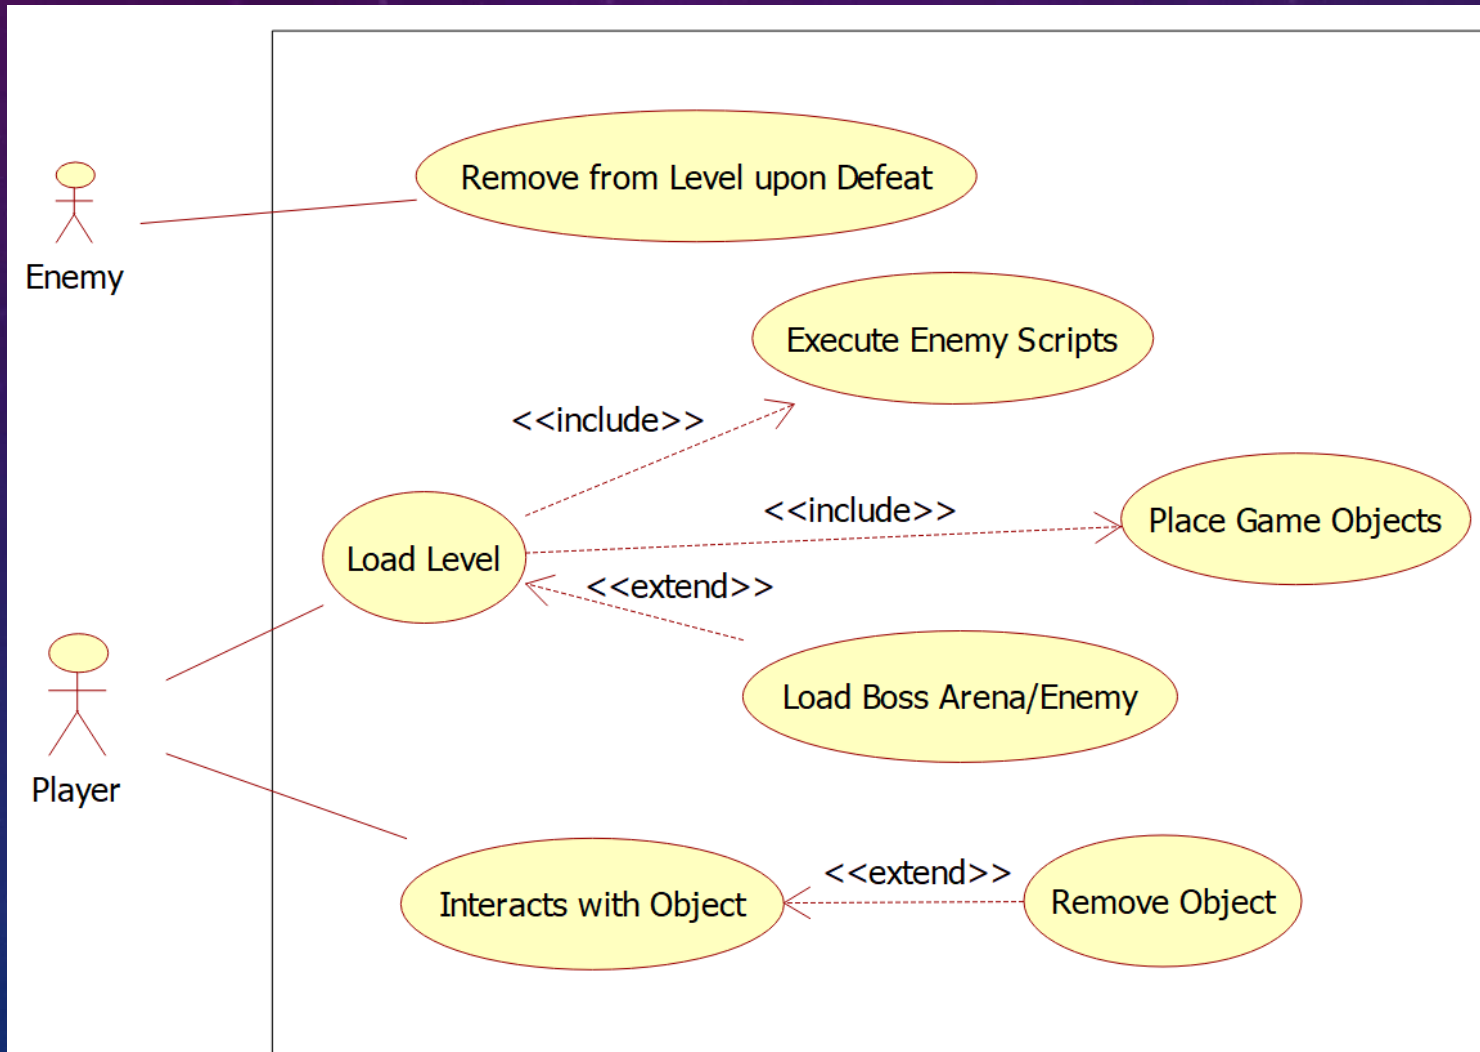 Remove from Level upon Defeat
Enemy
Execute Enemy Scripts
<<include>>
<<include>>
Place Game Objects
Load Level
<<extend>>
Load Boss Arena/Enemy
Player
<<extend>>
Interacts with Object
Remove Object